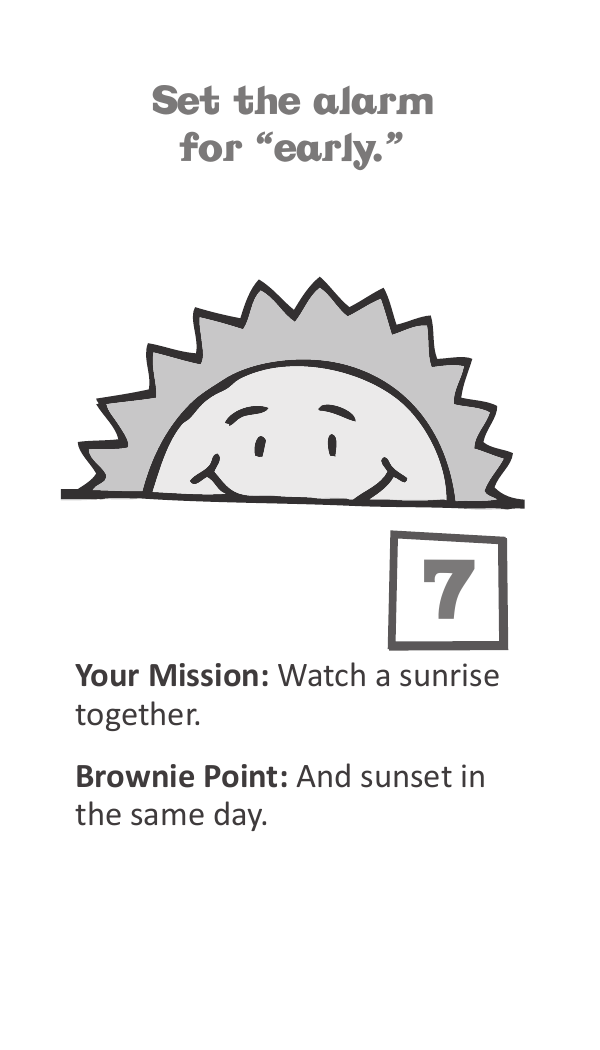 Set the alarm
for “early.”
7
Your Mission: Watch a sunrise
together.
Brownie Point: And sunset in
the same day.